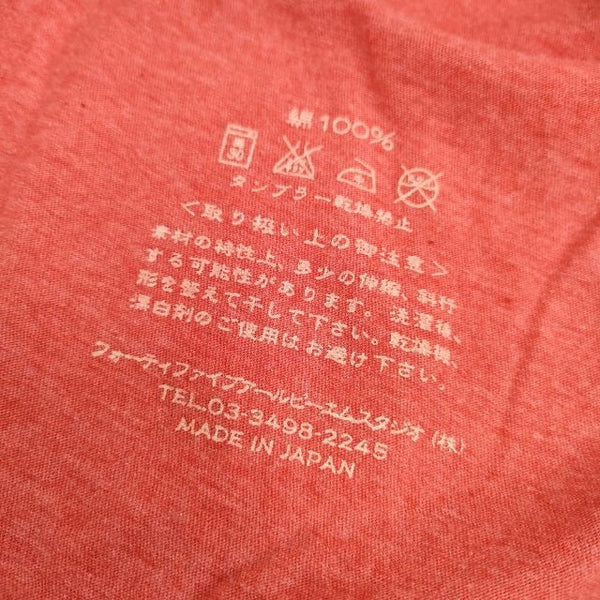 綿100%
弱
30
タンブラー乾燥禁止
<取り扱い上の御注意>
素材の特性上、多少の伸縮、斜行
する可能性があります。洗濯後、
形を整えて干して下さい。乾燥機、
漂白剤のご使用はお避け下さい。
フォーティファイブアールピーエムスタジオ(株)
TEL.03-3498-2245
MADE IN JAPAN